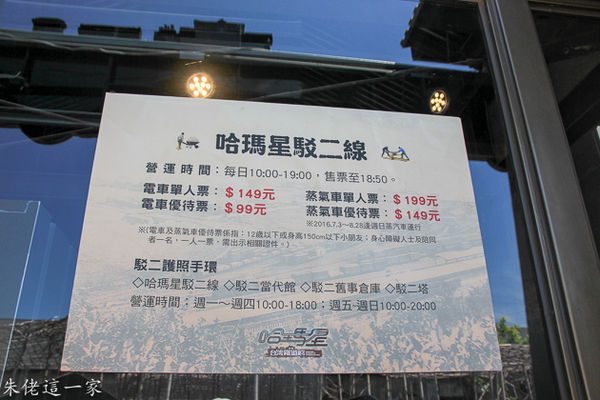 哈瑪星駁二線
營運時間：每日10:00-19:00，售票至18:50。
電車單人票：＄149元 蒸氣車單人票：＄199元
電車優待票：＄99元 蒸氣車優待票：＄149元
※2016.7.3～8.28逢週日蒸汽車運行
※(電車及蒸氣車優待票係指：12歲以下或身高150cm以下小朋友；身心障礙人士及陪同
者一名，一人一票，需出示相關證件。)
駁二護照手環
◇哈瑪星駁二線 ◇駁二當代館 ◇駁二舊事倉庫 ◇駁二塔
營運時間：週一～週四10:00-18:00；週五-週日10:00-20:00
哈瑪星
台灣鐵道館
朱佬這一家